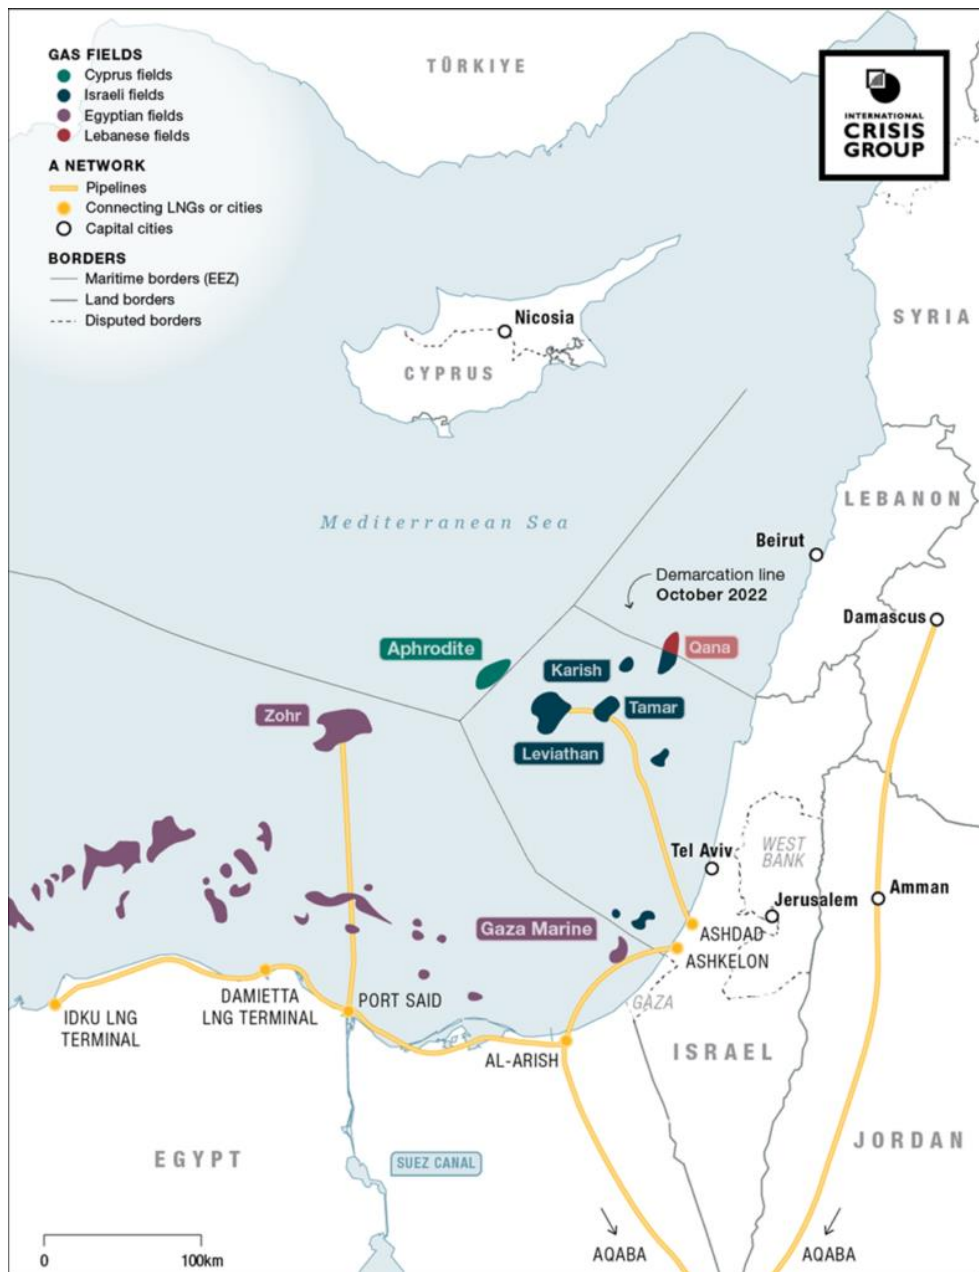 GAS FIELDS
Cyprus fields
Israeli fields
Egyptian fields
Lebanese fields
A NETWORK
Pipelines
Connecting LNGs or cities
Capital cities
BORDERS
Maritime borders (EEZ)
Land borders
Disputed borders
TÜRKIYE
INTERNATIONAL
CRISIS
GROUP
Nicosia
CYPRUS
SYRIA
LEBANON
Mediterranean Sea
Beirut
Demarcation line
October 2022
Damascus
Aphrodite
Karish
Qana
Zohr
Tamar
Leviathan
Tel Aviv
WEST
BANK
Jerusalem
Amman
Gaza Marine
ASHDAD
ASHKELON
GAZA
IDKU LNG
TERMINAL
DAMIETTA
LNG TERMINAL
PORT SAID
AL-ARISH
ISRAEL
JORDAN
EGYPT
SUEZ CANAL
AQABA
AQABA
0
100km